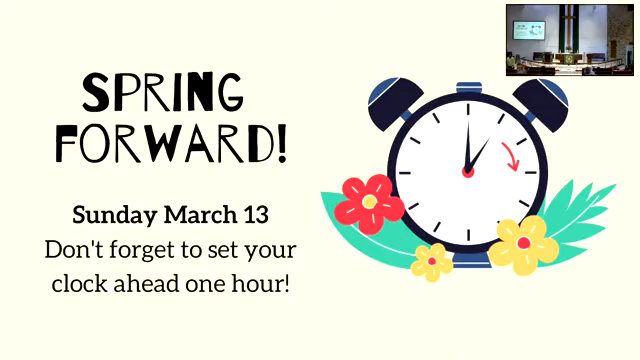 SPRING
FORWARD!
Sunday March 13
Don't forget to set your
clock ahead one hour!